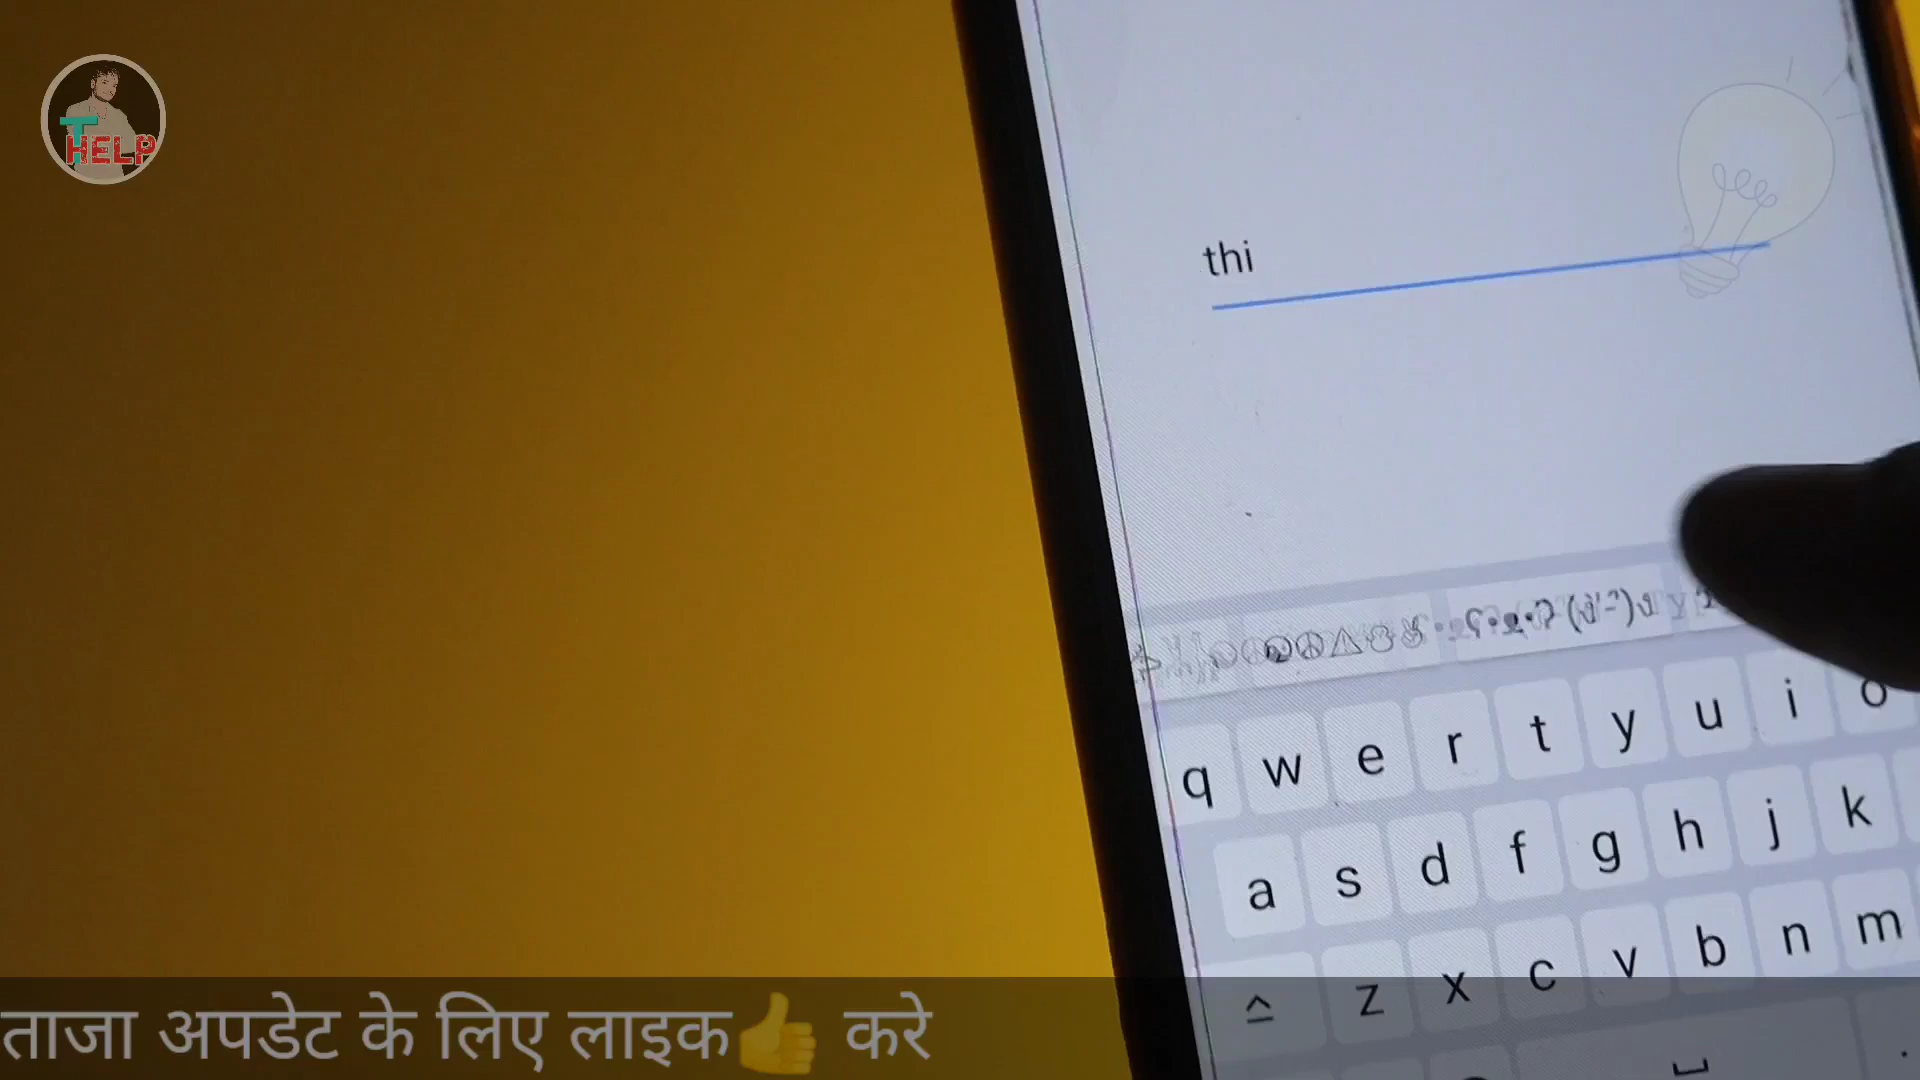 T
HELP
thi
q w e r t y u i o
a s d f g h j k
z x c v b n m
ताजा अपडेट के लिए लाइक👍 करे